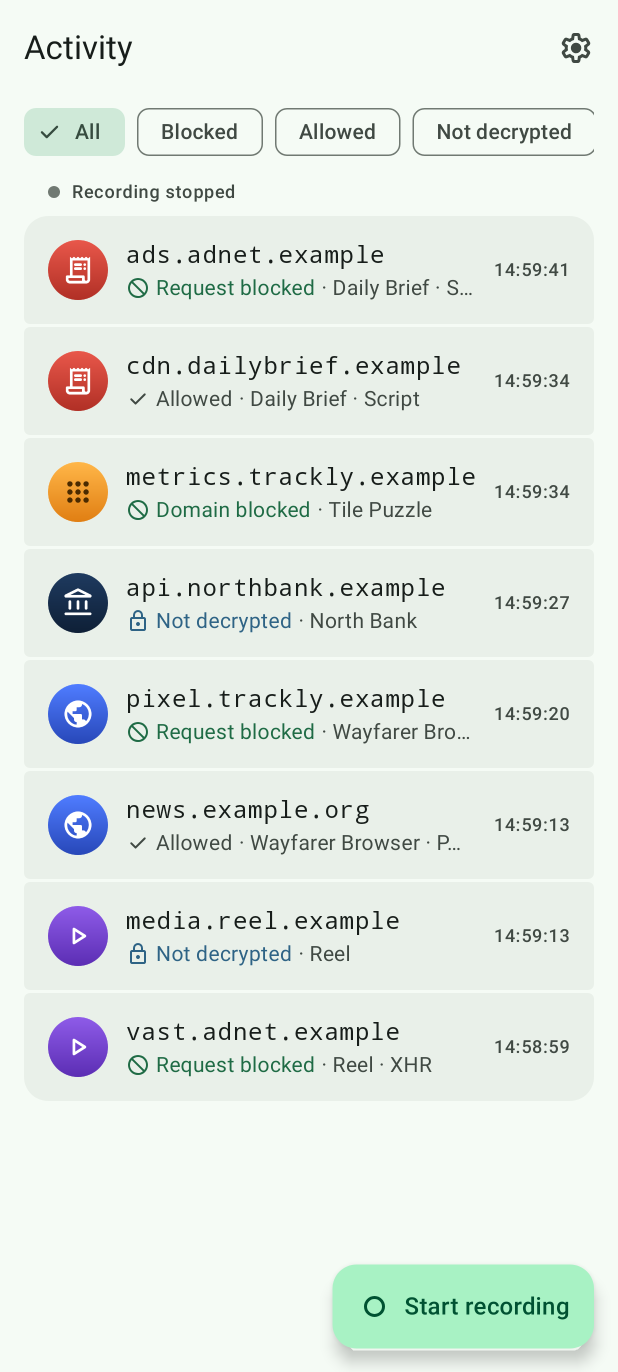 Activity
All
Blocked
Allowed
Not decrypted
Recording stopped
ads.adnet.example
Request blocked · Daily Brief · S…
14:59:41
cdn.dailybrief.example
Allowed · Daily Brief · Script
14:59:34
metrics.trackly.example
Domain blocked · Tile Puzzle
14:59:34
api.northbank.example
Not decrypted · North Bank
14:59:27
pixel.trackly.example
Request blocked · Wayfarer Bro…
14:59:20
news.example.org
Allowed · Wayfarer Browser · P…
14:59:13
media.reel.example
Not decrypted · Reel
14:59:13
vast.adnet.example
Request blocked · Reel · XHR
14:58:59
Start recording